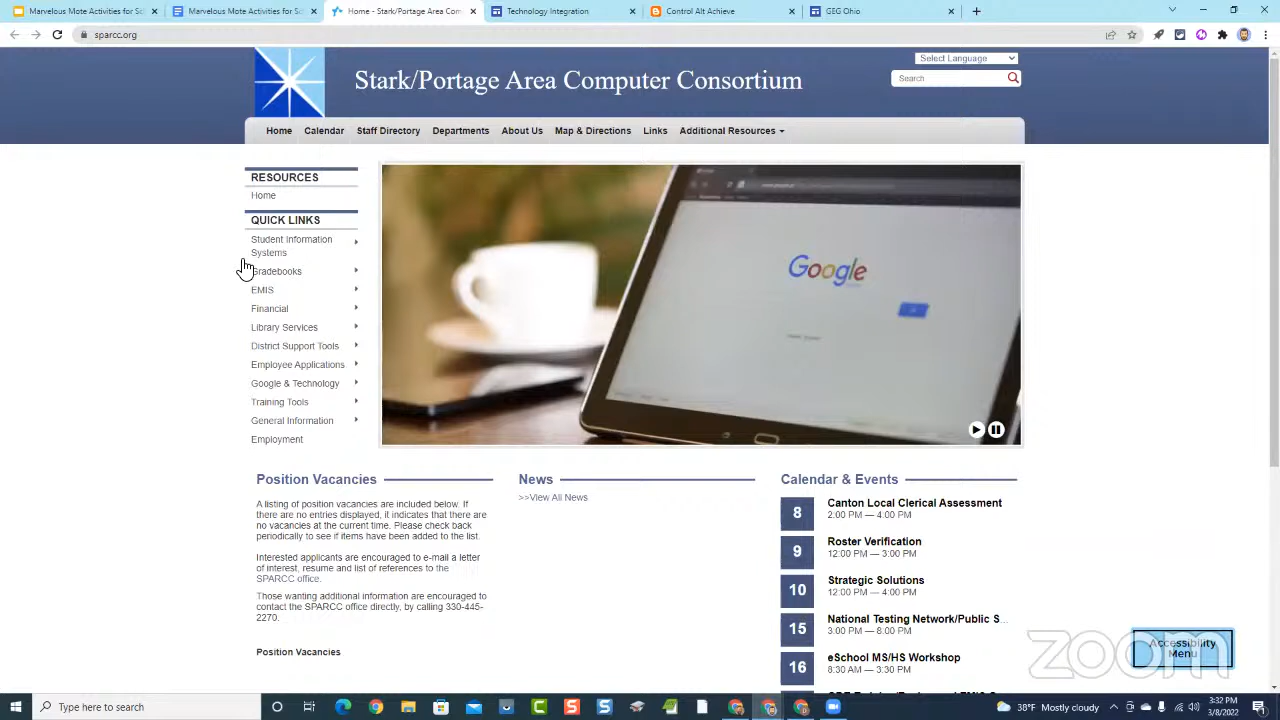 Marvelous Mote Activities for Sc
Marvelous Mote Activities for Sc
Home - Stark/Portage Area Com
Technology Integration
Control Alt Achieve
GEG Ohio
sparcc.org
Select Language
Stark/Portage Area Computer Consortium
Search
Home
Calendar
Staff Directory
Departments
About Us
Map & Directions
Links
Additional Resources
RESOURCES
Home
QUICK LINKS
Student Information
Systems
Gradebooks
EMIS
Financial
Library Services
District Support Tools
Employee Applications
Google & Technology
Training Tools
General Information
Employment
Google
Position Vacancies
A listing of position vacancies are included below. If
there are no entries displayed, it indicates that there
are no vacancies at the current time. Please check back
periodically to see if items have been added to the list.
Interested applicants are encouraged to e-mail a letter
of interest, resume and list of references to the
SPARCC office.
Those wanting additional information are encouraged to
contact the SPARCC office directly, by calling 330-445-
2270.
Position Vacancies
News
>>View All News
Calendar & Events
8
Canton Local Clerical Assessment
2:00 PM — 4:00 PM
9
Roster Verification
12:00 PM — 3:00 PM
10
Strategic Solutions
12:00 PM — 4:00 PM
15
National Testing Network/Public S...
3:00 PM — 8:00 PM
16
eSchool MS/HS Workshop
8:30 AM — 3:30 PM
Accessibility
Menu
zoom
Type here to search
38°F Mostly cloudy
3:32 PM
3/8/2022